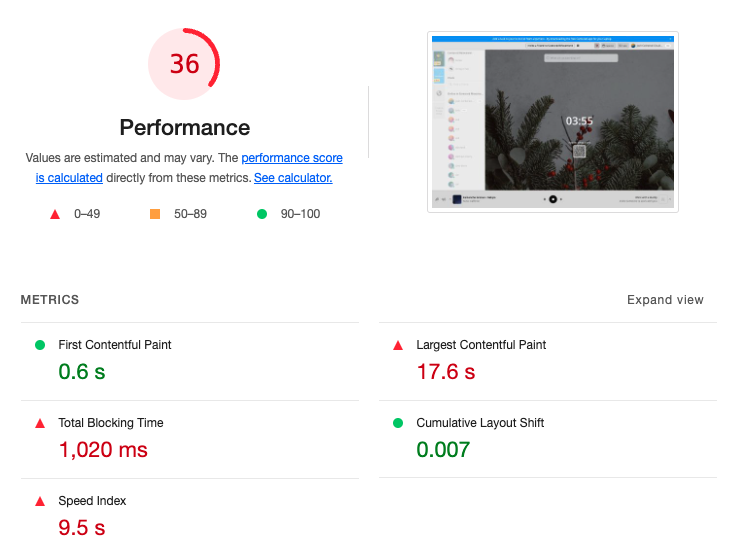 36
Performance
Values are estimated and may vary. The performance score
is calculated directly from these metrics. See calculator.
0–49
50–89
90–100
03:55
METRICS
Expand view
First Contentful Paint
0.6 s
Largest Contentful Paint
17.6 s
Total Blocking Time
1,020 ms
Cumulative Layout Shift
0.007
Speed Index
9.5 s